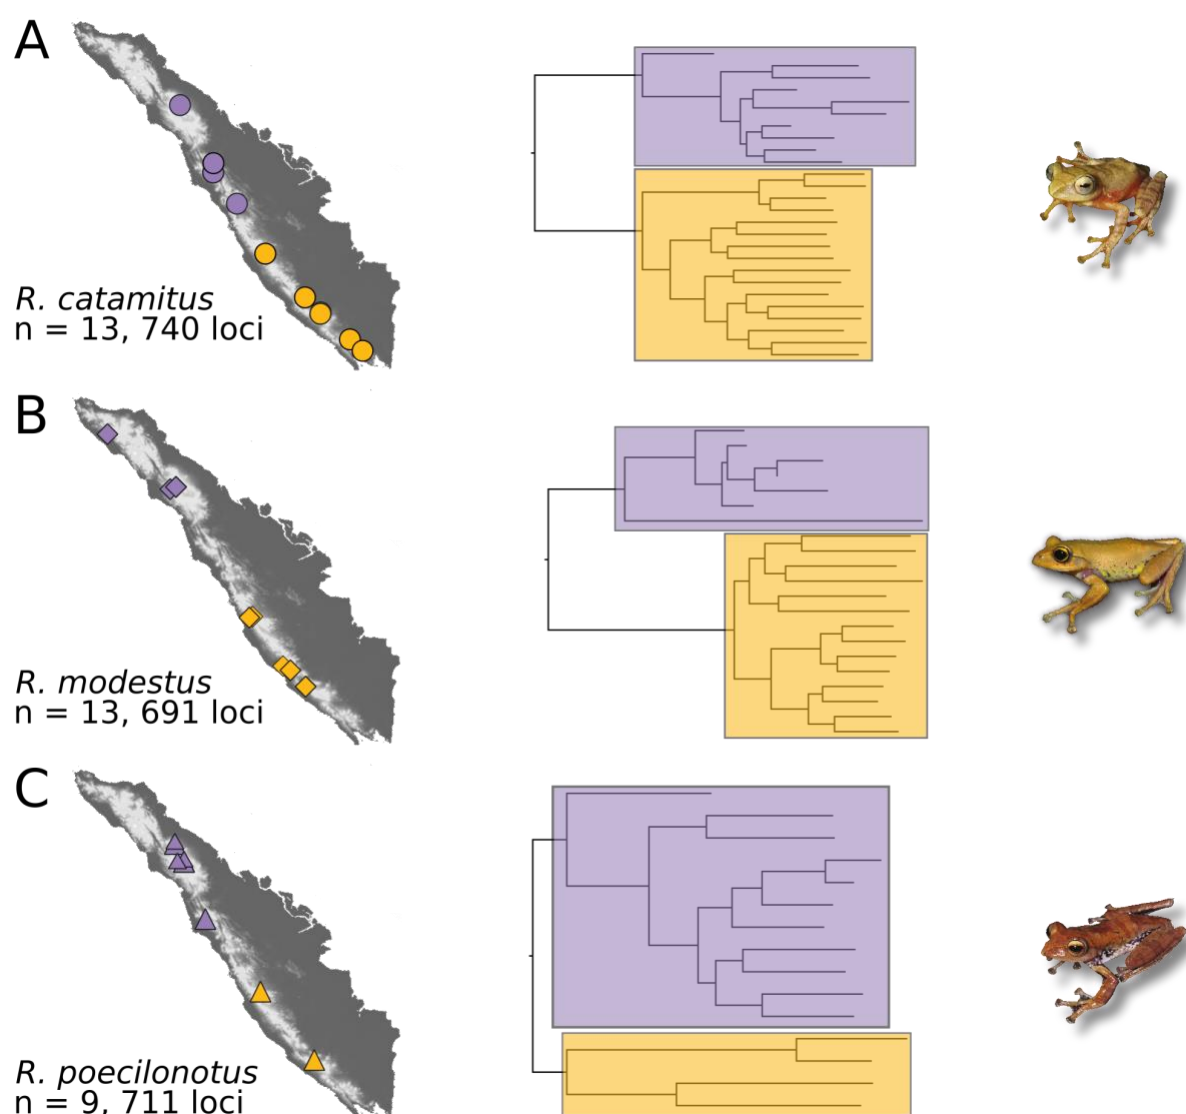 A
R. catamitus
n = 13, 740 loci
B
R. modestus
n = 13, 691 loci
C
R. poecilonotus
n = 9, 711 loci